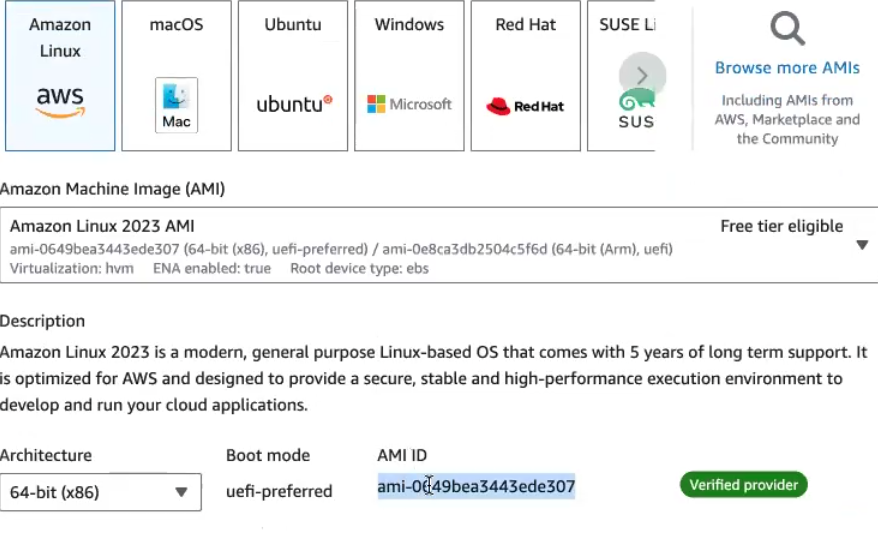 Amazon Linux
aws
macOS
Mac
Ubuntu
ubuntu
Windows
Microsoft
Red Hat
Red Hat
SUSE Li
SUS
Browse more AMIs
Including AMIs from
AWS, Marketplace and
the Community
Amazon Machine Image (AMI)
Amazon Linux 2023 AMI
Free tier eligible
ami-0649bea3443ede307 (64-bit (x86), uefi-preferred) / ami-0e8ca3db2504c5f6d (64-bit (Arm), uefi)
Virtualization: hvm ENA enabled: true Root device type: ebs
Description
Amazon Linux 2023 is a modern, general purpose Linux-based OS that comes with 5 years of long term support. It
is optimized for AWS and designed to provide a secure, stable and high-performance execution environment to
develop and run your cloud applications.
Architecture Boot mode AMI ID
64-bit (x86) uefi-preferred ami-0649bea3443ede307 Verified provider